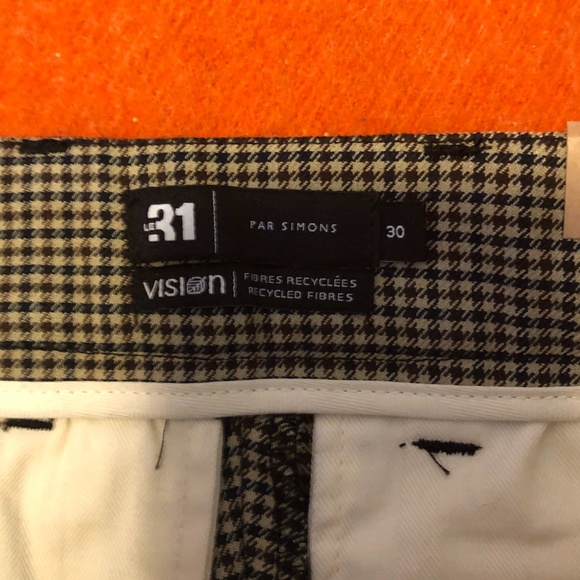 LE 31
PAR SIMONS
30
VISION
FIBRES RECYCLÉES
RECYCLED FIBRES